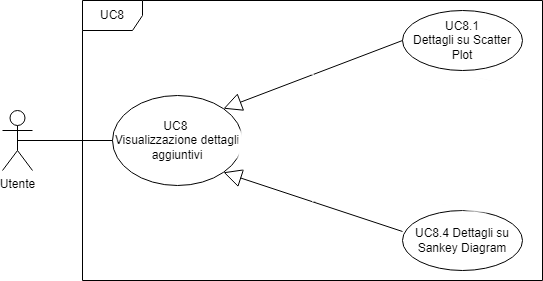 UC8
UC8.1
Dettagli su Scatter
Plot
UC8
Visualizzazione dettagli
aggiuntivi
Utente
UC8.4 Dettagli su
Sankey Diagram